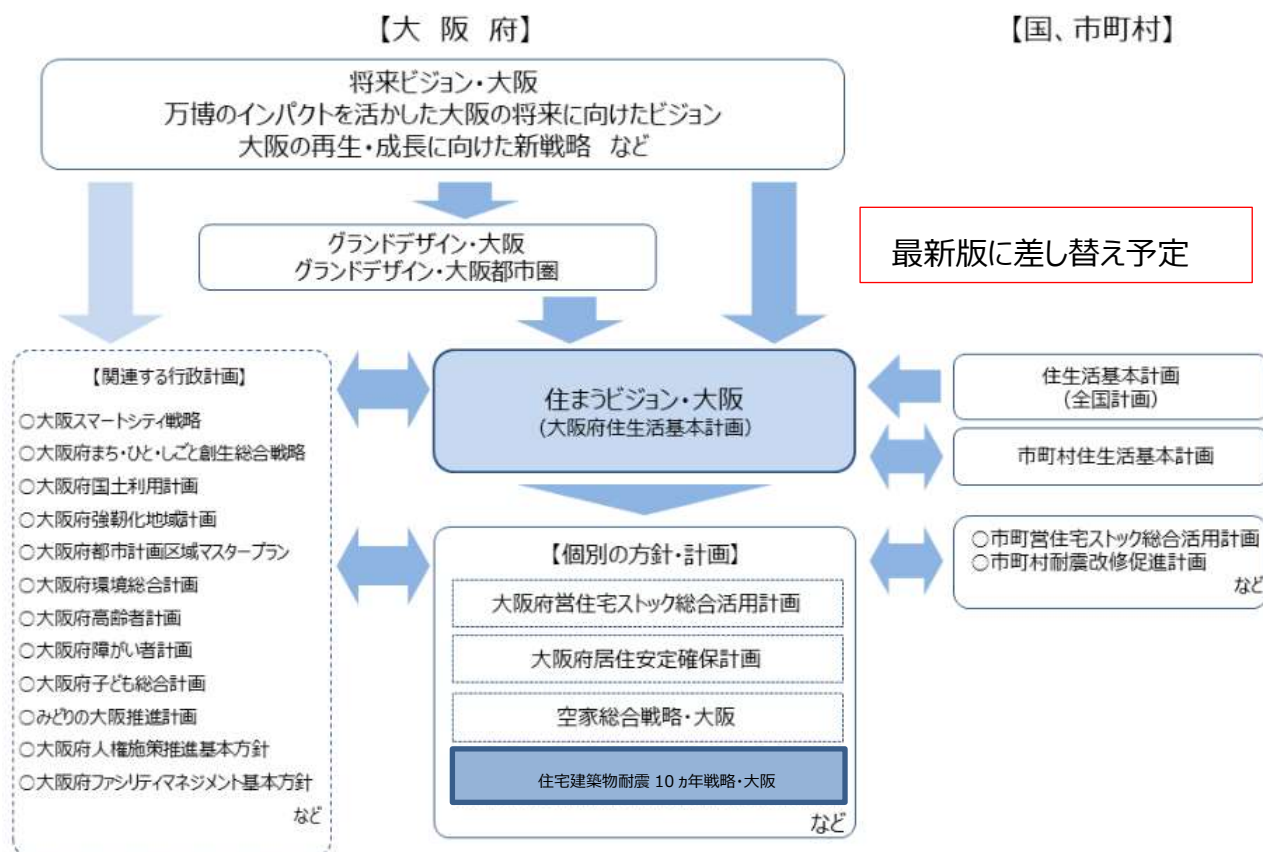 【大 阪 府】
【国、市町村】
将来ビジョン・大阪
万博のインパクトを活かした大阪の将来に向けたビジョン
大阪の再生・成長に向けた新戦略 など
グランドデザイン・大阪
グランドデザイン・大阪都市圏
最新版に差し替え予定
【関連する行政計画】
○大阪スマートシティ戦略
○大阪府まち・ひと・しごと創生総合戦略
○大阪府国土利用計画
○大阪府強靭化地域計画
○大阪府都市計画区域マスタープラン
○大阪府環境総合計画
○大阪府高齢者計画
○大阪府障がい者計画
○大阪府子ども総合計画
○みどりの大阪推進計画
○大阪府人権施策推進基本方針
○大阪府ファシリティマネジメント基本方針
など
住まうビジョン・大阪
(大阪府住生活基本計画)
住生活基本計画
(全国計画)
市町村住生活基本計画
【個別の方針・計画】
大阪府営住宅ストック総合活用計画
大阪府居住安定確保計画
空家総合戦略・大阪
住宅建築物耐震 10 ヵ年戦略・大阪
など
○市町営住宅ストック総合活用計画
○市町村耐震改修促進計画
など